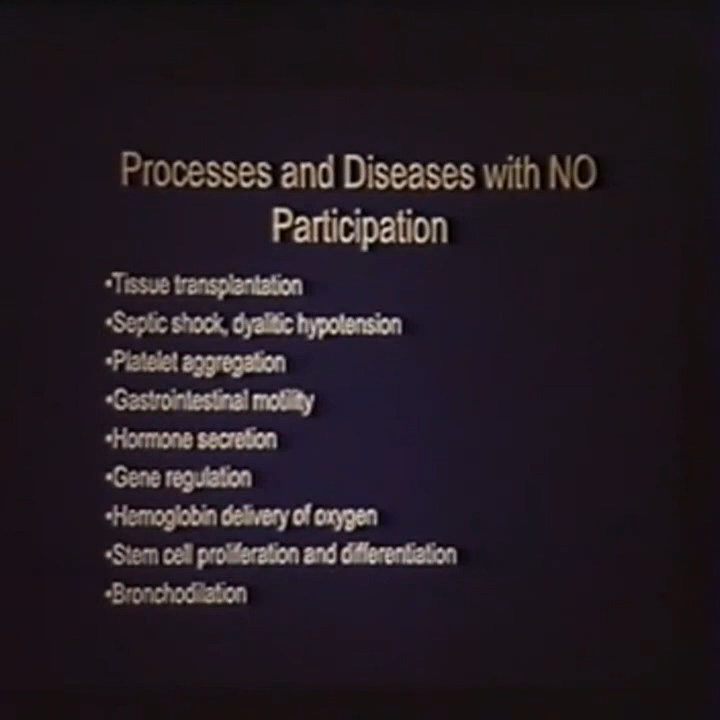 Processes and Diseases with NO
Participation
•Tissue transplantation
•Septic shock, dyalitic hypotension
•Platelet aggregation
•Gastrointestinal motility
•Hormone secretion
•Gene regulation
•Hemoglobin delivery of oxygen
•Stem cell proliferation and differentiation
•Bronchodilation